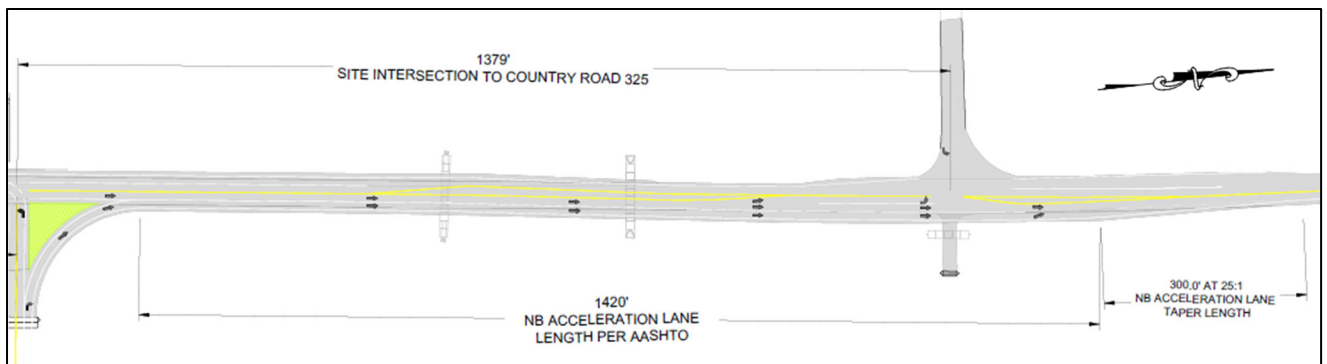 1379'
SITE INTERSECTION TO COUNTRY ROAD 325
1420'
NB ACCELERATION LANE
LENGTH PER AASHTO
300.0' AT 25:1
NB ACCELERATION LANE
TAPER LENGTH